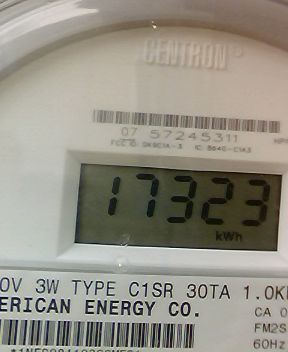 CENTRON
07 57245311
17323
kWh
0V 3W TYPE C1SR 30TA 1.0K
ERICAN ENERGY CO.
CA 0
FM2S
60Hz